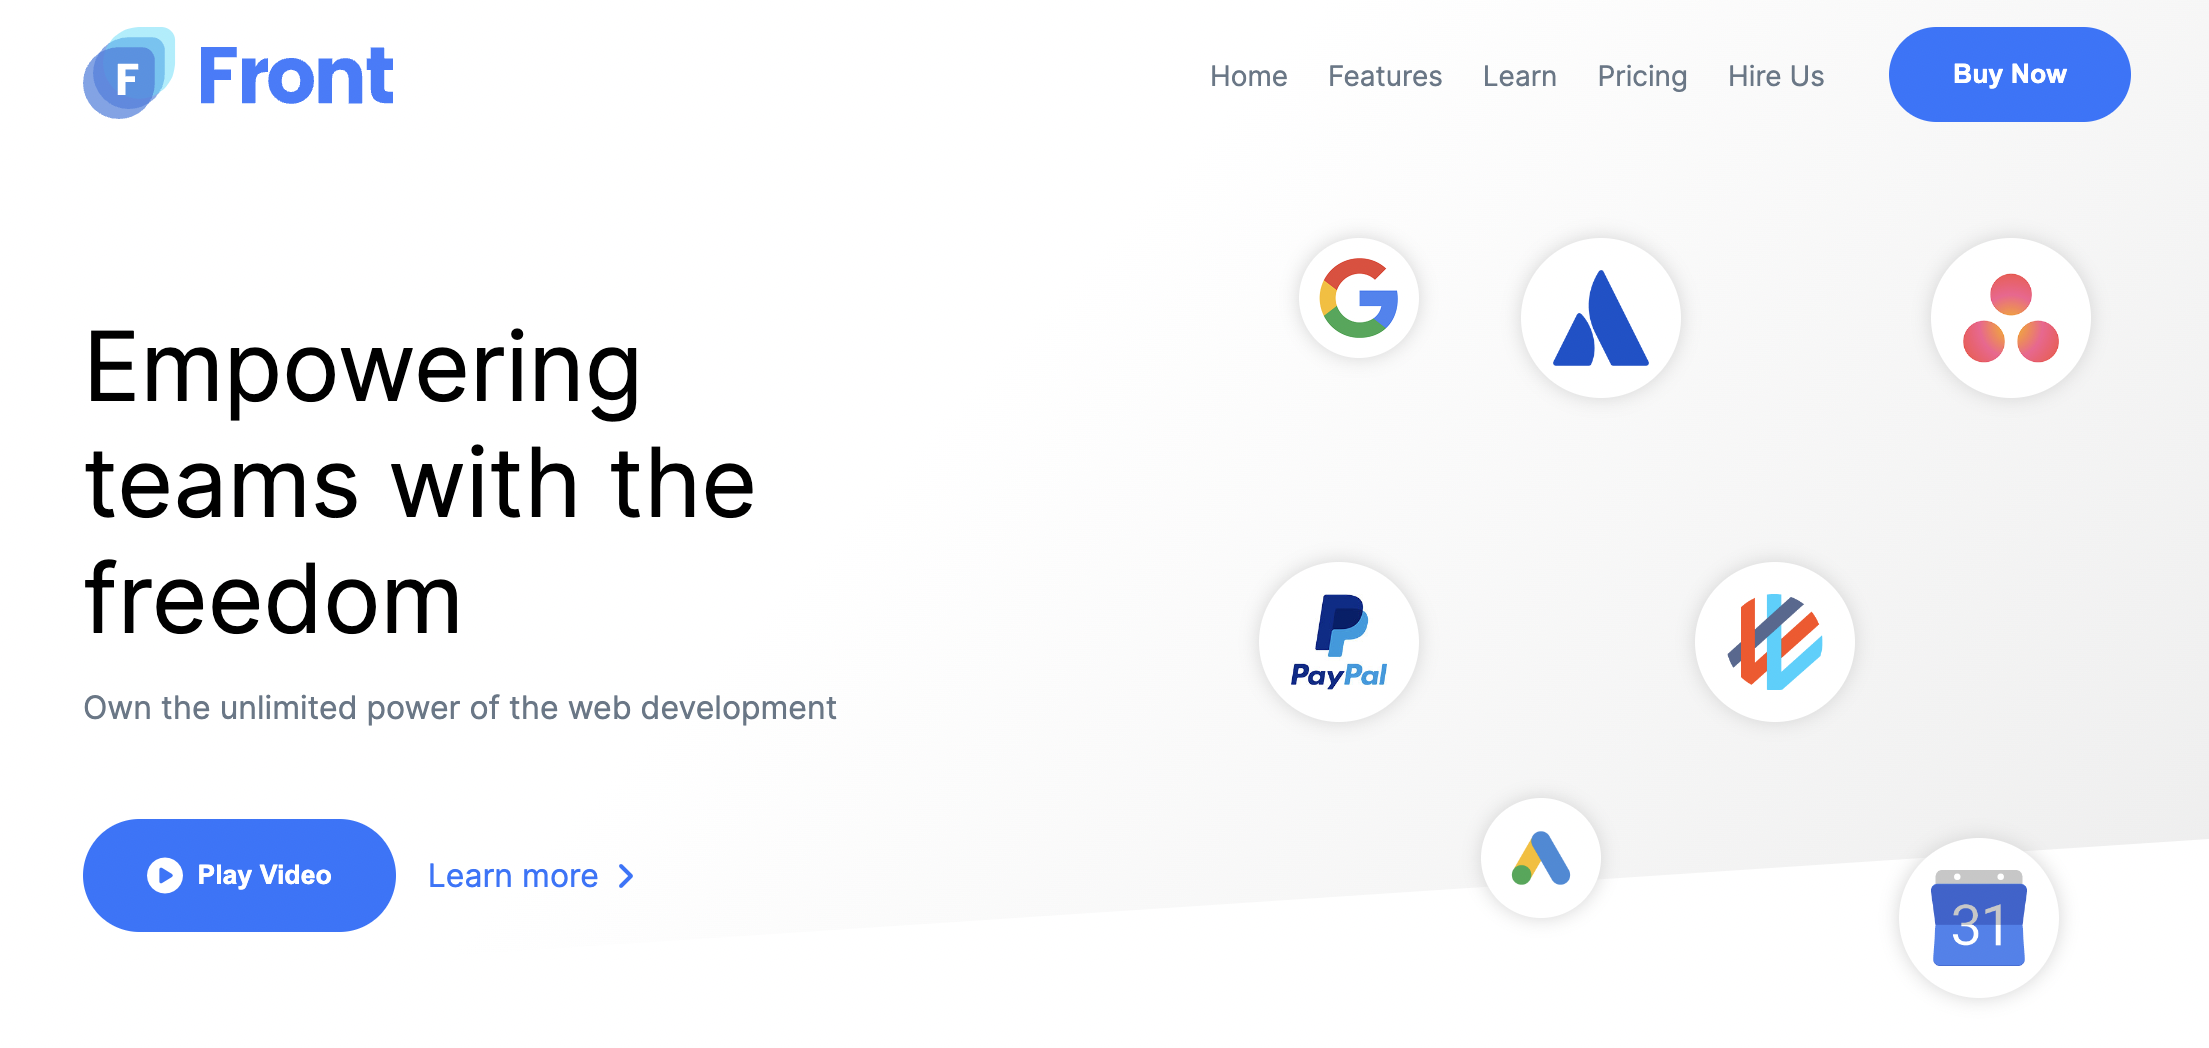 F Front
Home Features Learn Pricing Hire Us Buy Now
Empowering
teams with the
freedom
Own the unlimited power of the web development
PayPal
Play Video Learn more
31